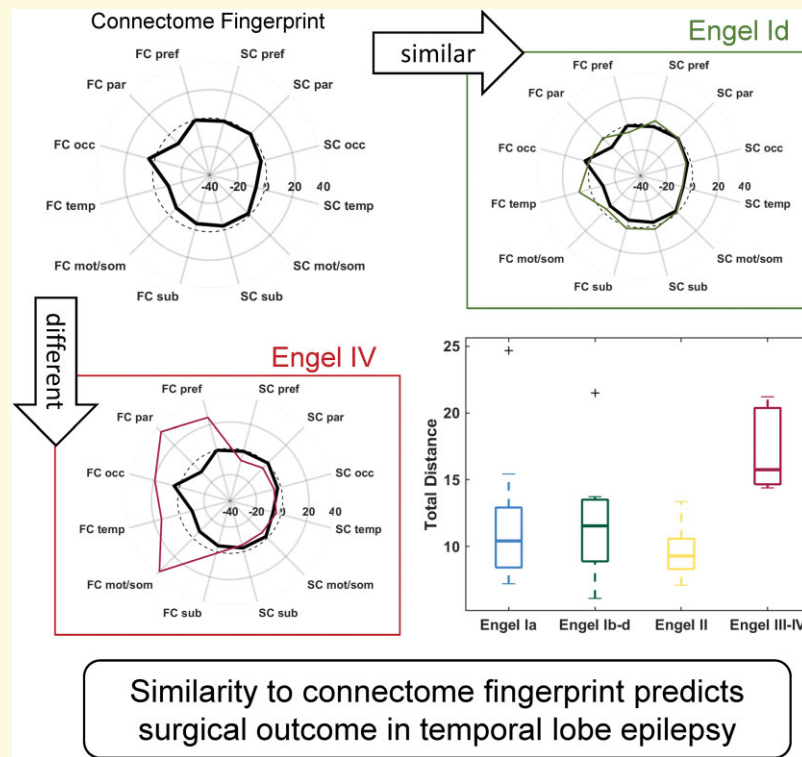 Connectome Fingerprint
FC pref
SC pref
FC par
SC par
FC occ
SC occ
FC temp
SC temp
FC mot/som
SC mot/som
FC sub
SC sub
-40
-20
0
20
40
similar
Engel Id
FC pref
SC pref
FC par
SC par
FC occ
SC occ
FC temp
SC temp
FC mot/som
SC mot/som
FC sub
SC sub
-40
-20
0
20
40
different
Engel IV
FC pref
SC pref
FC par
SC par
FC occ
SC occ
FC temp
SC temp
FC mot/som
SC mot/som
FC sub
SC sub
-40
-20
0
20
40
Total Distance
25
20
15
10
Engel Ia
Engel Ib-d
Engel II
Engel III-IV
Similarity to connectome fingerprint predicts
surgical outcome in temporal lobe epilepsy